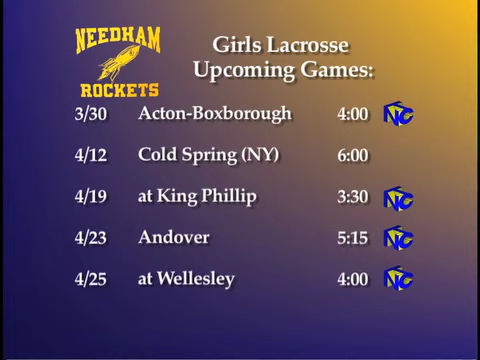 NEEDHAM
ROCKETS
Girls Lacrosse
Upcoming Games:
3/30 Acton-Boxborough 4:00 NC
4/12 Cold Spring (NY) 6:00
4/19 at King Phillip 3:30 NC
4/23 Andover 5:15 NC
4/25 at Wellesley 4:00 NC